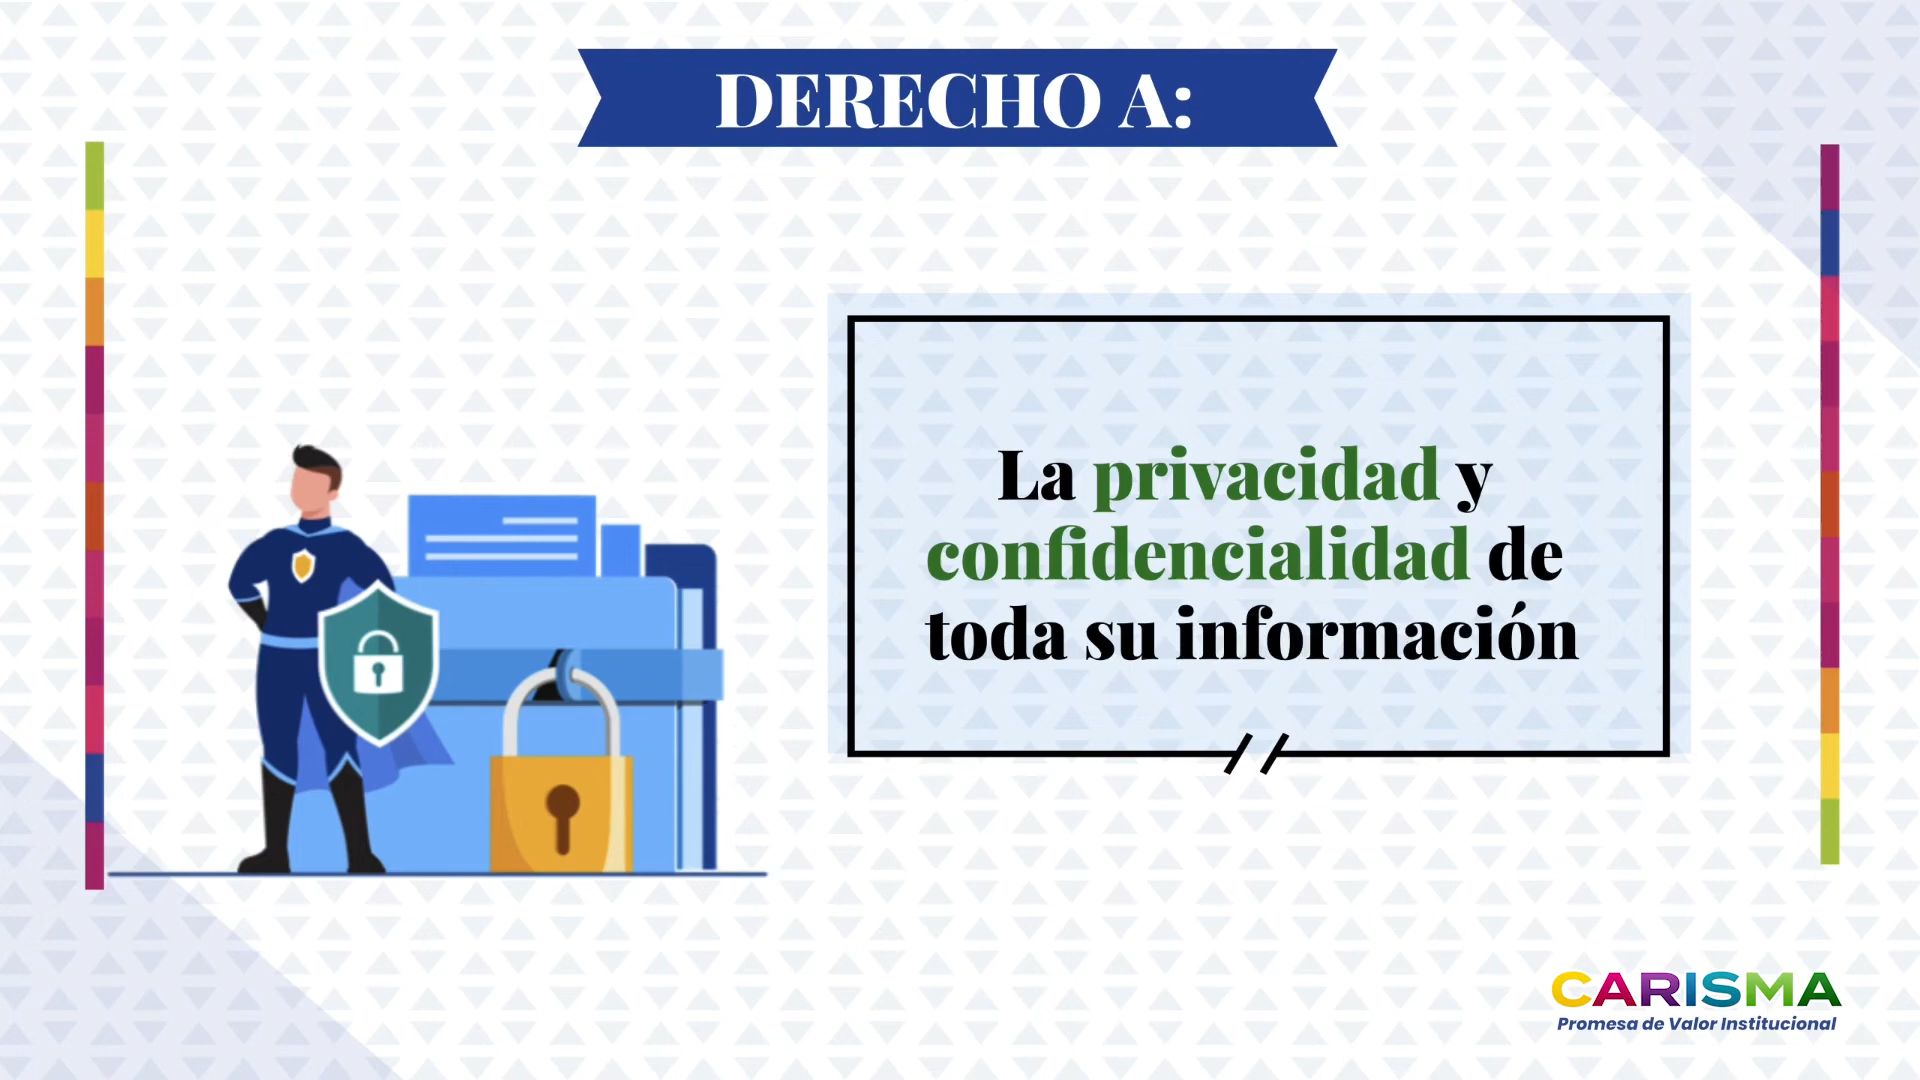 DERECHO A:
La privacidad y
confidencialidad de
toda su información
CARISMA
Promesa de Valor Institucional